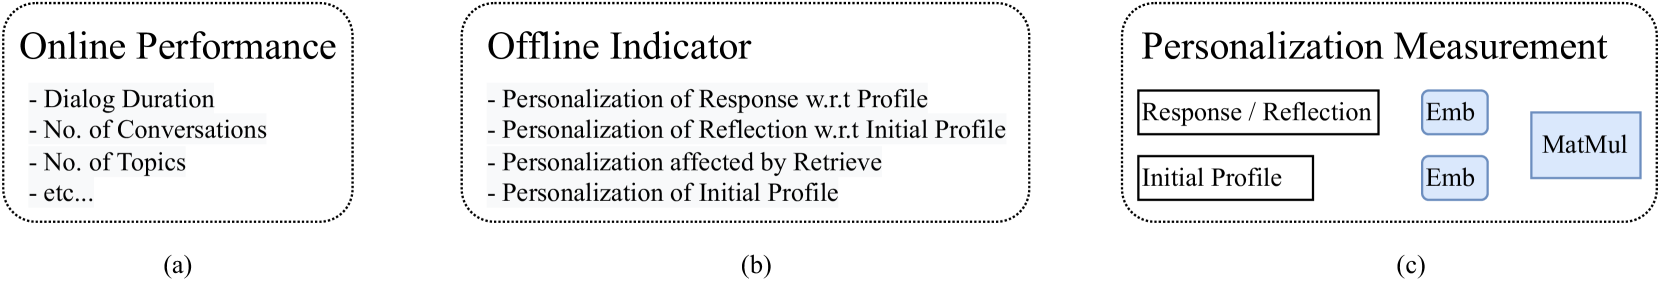 Online Performance
- Dialog Duration
- No. of Conversations
- No. of Topics
- etc...
(a)
Offline Indicator
- Personalization of Response w.r.t Profile
- Personalization of Reflection w.r.t Initial Profile
- Personalization affected by Retrieve
- Personalization of Initial Profile
(b)
Personalization Measurement
Response / Reflection
Emb
Initial Profile
Emb
MatMul
(c)